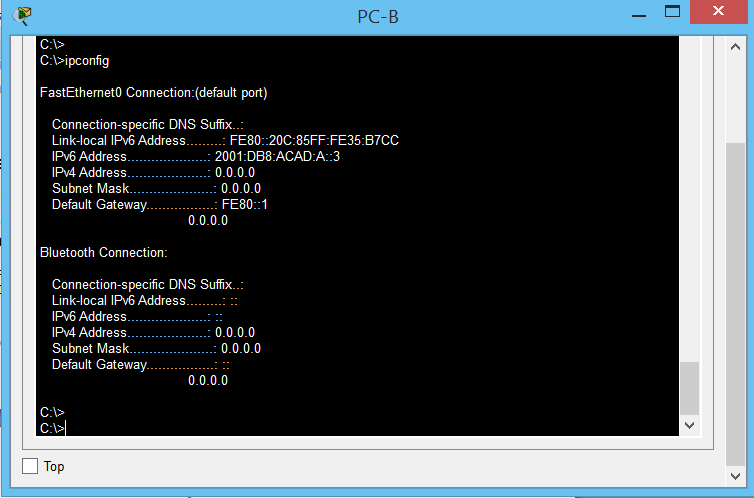 PC-B
C:\>
C:\>ipconfig
FastEthernet0 Connection:(default port)
Connection-specific DNS Suffix..:
Link-local IPv6 Address.........: FE80::20C:85FF:FE35:B7CC
IPv6 Address....................: 2001:DB8:ACAD:A::3
IPv4 Address....................: 0.0.0.0
Subnet Mask.....................: 0.0.0.0
Default Gateway.................: FE80::1
0.0.0.0
Bluetooth Connection:
Connection-specific DNS Suffix..:
Link-local IPv6 Address.........: ::
IPv6 Address....................: ::
IPv4 Address....................: 0.0.0.0
Subnet Mask.....................: 0.0.0.0
Default Gateway.................: ::
0.0.0.0
C:\>
C:\>
Top